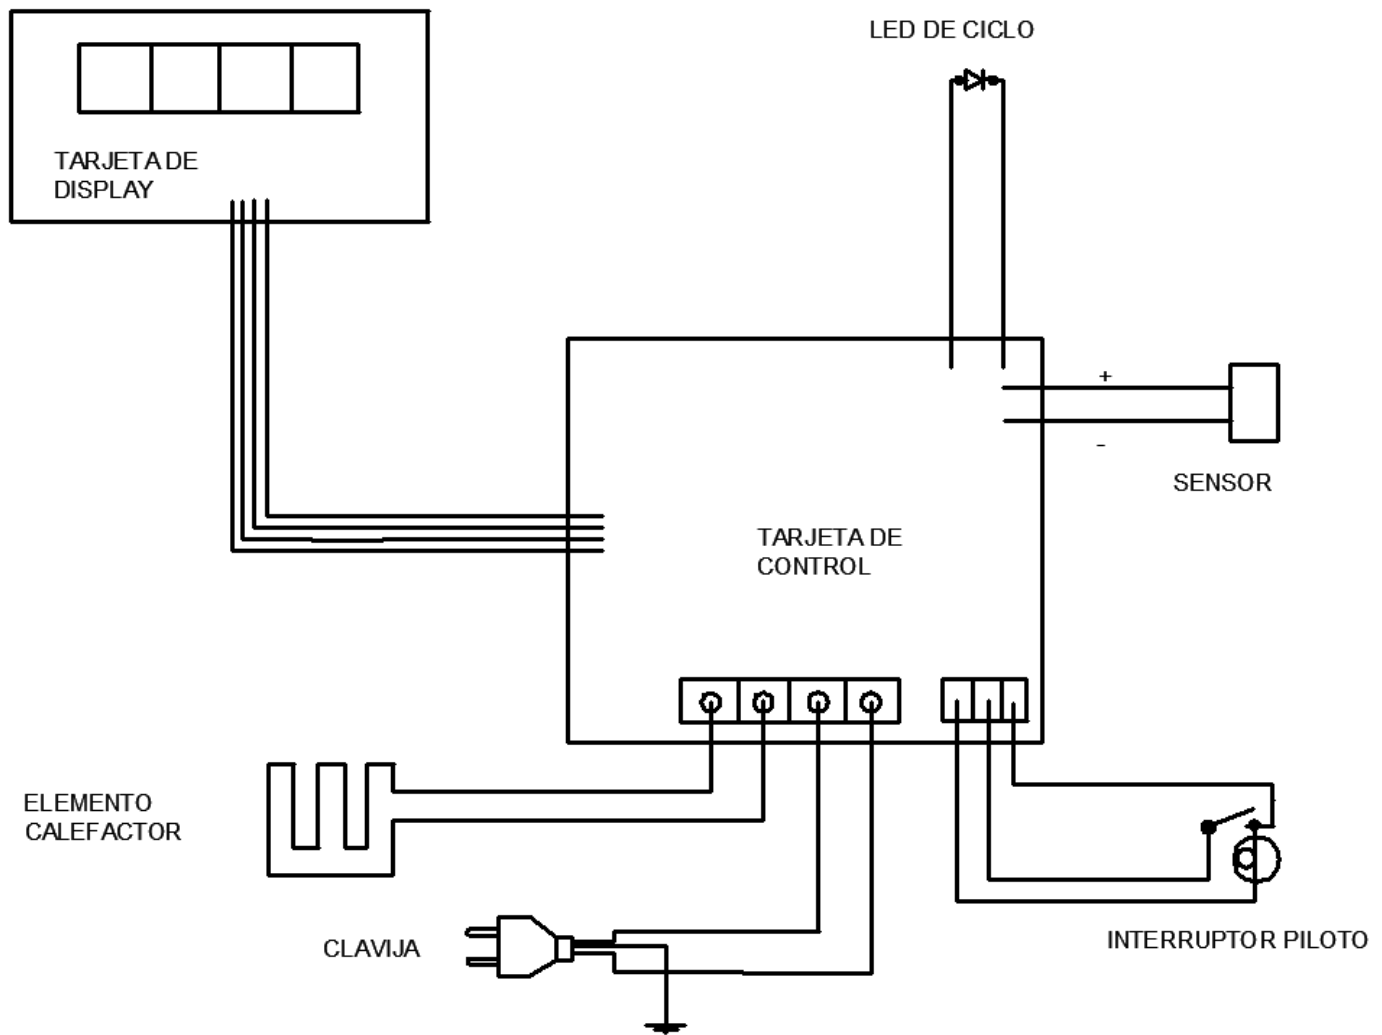 LED DE CICLO
TARJETA DE
DISPLAY
+
-
SENSOR
TARJETA DE
CONTROL
ELEMENTO
CALEFACTOR
CLAVIJA
INTERRUPTOR PILOTO